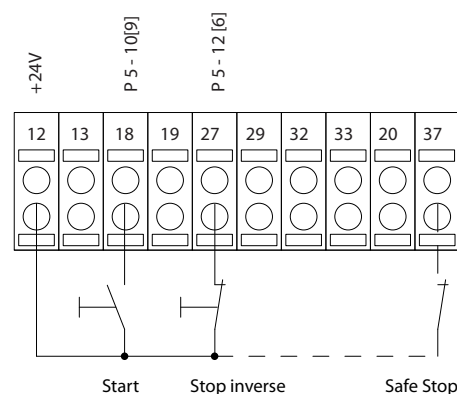 +24V
P 5 - 10[9]
P 5 - 12 [6]
12 13 18 19 27 29 32 33 20 37
Start Stop inverse Safe Stop